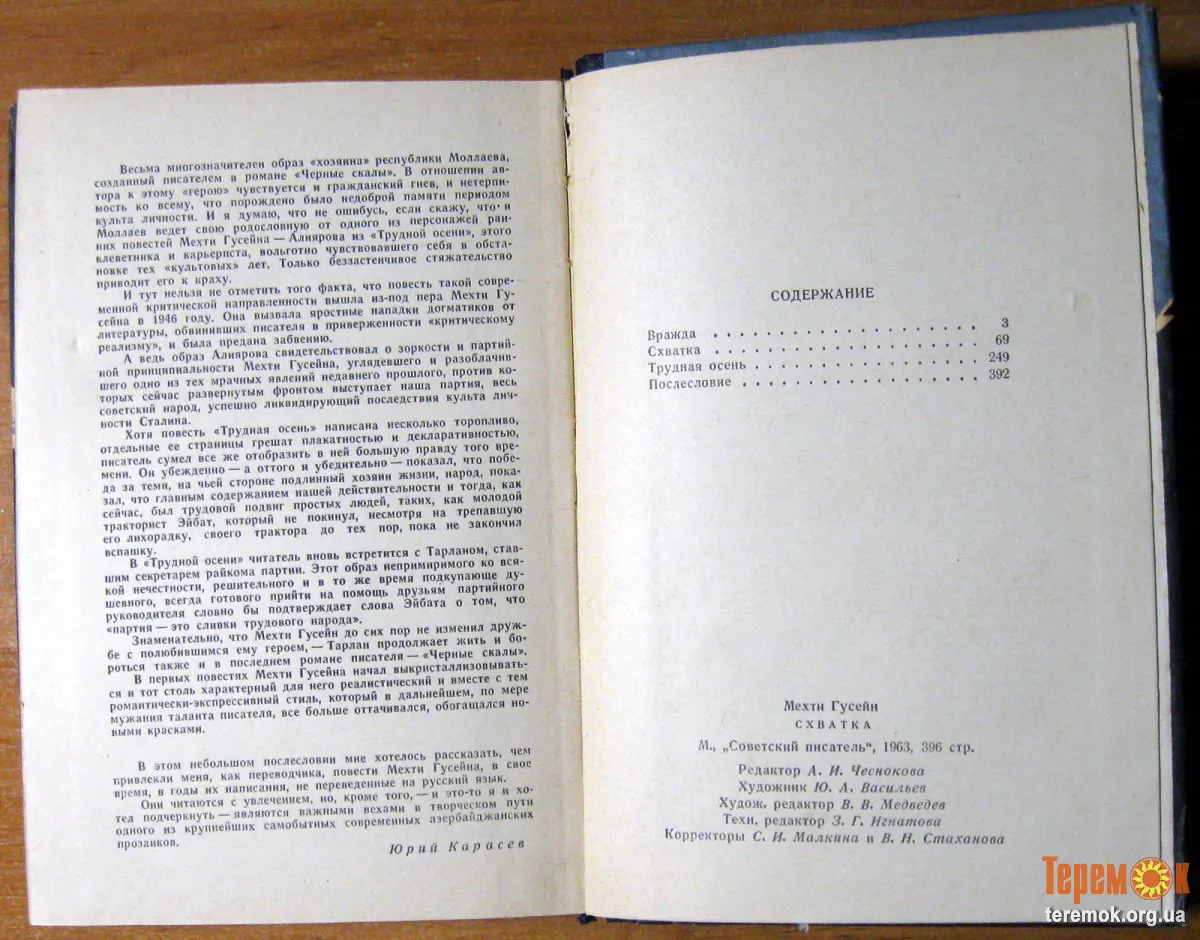 Весьма многозначителен образ «хозяина» республики Моллаева,
созданный писателем в романе «Черные скалы». В отношении ав-
тора к этому «герою» чувствуется и гражданский гнев, и нетерпи-
мость ко всему, что порождено было недоброй памяти периодом
культа личности. И я думаю, что не ошибусь, если скажу, что и
Моллаев ведет свою родословную от одного из персонажей ран-
них повестей Мехти Гусейна — Алиярова из «Трудной осени», этого
клеветника и карьериста, вольготно чувствовавшего себя в обста-
новке тех «культовых» лет. Только беззастенчивое стяжательство
приводит его к краху.
И тут нельзя не отметить того факта, что повесть такой совре-
менной критической направленности вышла из-под пера Мехти Гу-
сейна в 1946 году. Она вызвала яростные нападки догматиков от
литературы, обвинивших писателя в приверженности «критическому
реализму», и была предана забвению.
А ведь образ Алиярова свидетельствовал о зоркости и партий-
ной принципиальности Мехти Гусейна, углядевшего и разоблачив-
шего одно из тех мрачных явлений недавнего прошлого, против ко-
торых сейчас развернутым фронтом выступает наша партия, весь
советский народ, успешно ликвидирующий последствия культа лич-
ности Сталина.
Хотя повесть «Трудная осень» написана несколько торопливо,
отдельные ее страницы грешат плакатностью и декларативностью,
писатель сумел все же отобразить в ней большую правду того вре-
мени. Он убежденно — а оттого и убедительно — показал, что побе-
да за теми, на чьей стороне подлинный хозяин жизни, народ, пока-
зал, что главным содержанием нашей действительности и тогда, как
сейчас, был трудовой подвиг простых людей, таких, как молодой
тракторист Эйбат, который не покинул, несмотря на трепавшую
его лихорадку, своего трактора до тех пор, пока не закончил
вспашку.
В «Трудной осени» читатель вновь встретится с Тарланом, став-
шим секретарем райкома партии. Этот образ непримиримого ко вся-
кой нечестности, решительного и в то же время подкупающе ду-
шевного, всегда готового прийти на помощь друзьям партийного
руководителя словно бы подтверждает слова Эйбата о том, что
«партия — это сливки трудового народа».
Знаменательно, что Мехти Гусейн до сих пор не изменил друж-
бе с полюбившимся ему героем, — Тарлан продолжает жить и бо-
роться также и в последнем романе писателя — «Черные скалы».
В первых повестях Мехти Гусейна начал выкристаллизовывать-
ся и тот столь характерный для него реалистический и вместе с тем
романтически-экспрессивный стиль, который в дальнейшем, по мере
мужания таланта писателя, все больше оттачивался, обогащался но-
выми красками.
В этом небольшом послесловии мне хотелось рассказать, чем
привлекли меня, как переводчика, повести Мехти Гусейна, в свое
время, в годы их написания, не переведенные на русский язык.
Они читаются с увлечением, но, кроме того, — и это-то я и хо-
тел подчеркнуть — являются важными вехами в творческом пути
одного из крупнейших самобытных современных азербайджанских
прозаиков.
Юрий Карасев
СОДЕРЖАНИЕ
Вражда . . . . . . . . . . . . . . . . . . . . . 3
Схватка . . . . . . . . . . . . . . . . . . . . . 69
Трудная осень . . . . . . . . . . . . . . . . . . 249
Послесловие . . . . . . . . . . . . . . . . . . . 392
Мехти Гусейн
СХВАТКА
М., „Советский писатель“, 1963, 396 стр.
Редактор А. И. Чеснокова
Художник Ю. А. Васильев
Худож. редактор В. В. Медведев
Техн. редактор З. Г. Игнатова
Корректоры С. И. Малкина и В. Н. Стаханова
Теремок
teremok.org.ua